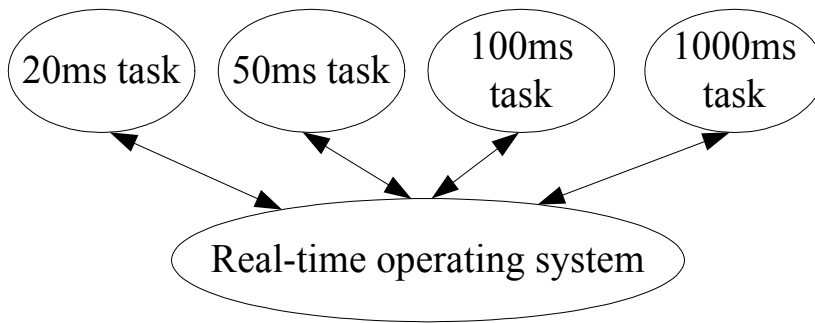 20ms task
50ms task
100ms
task
1000ms
task
Real-time operating system